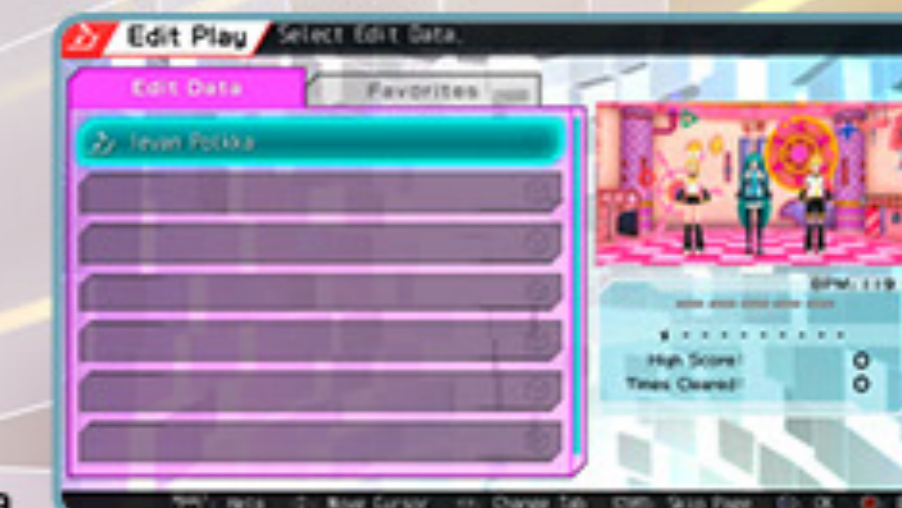 Edit Play
Select Edit Data.
Edit Data
Favorites
Ievan Polkka
BPM: 119
High Score:
0
Times Cleared:
0
Help
Move Cursor
Change Tab
Skip Page
OK
9